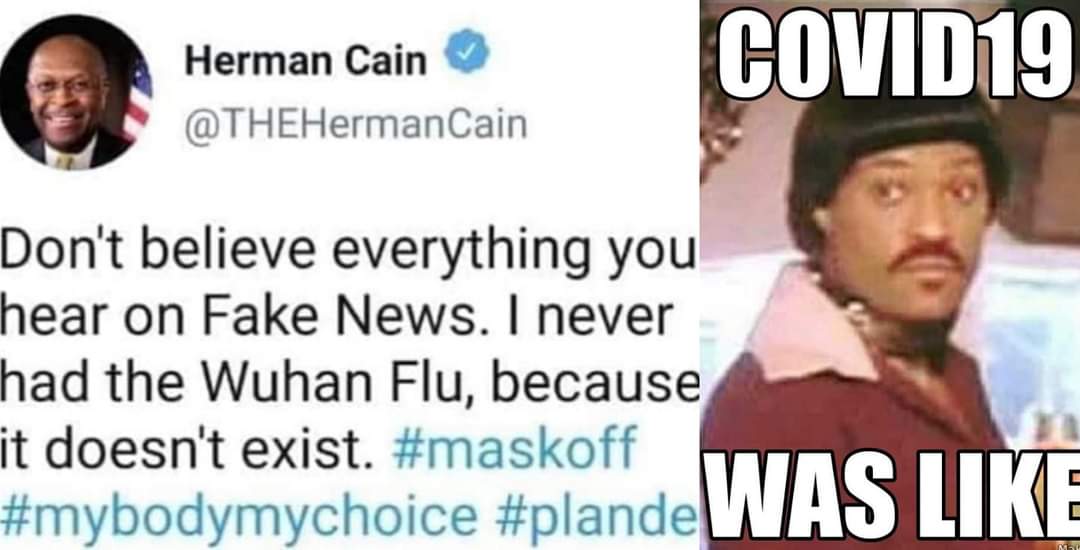 Herman Cain
@THEHermanCain
Don't believe everything you
hear on Fake News. I never
had the Wuhan Flu, because
it doesn't exist. #maskoff
#mybodymychoice #plande
COVID19
WAS LIKE